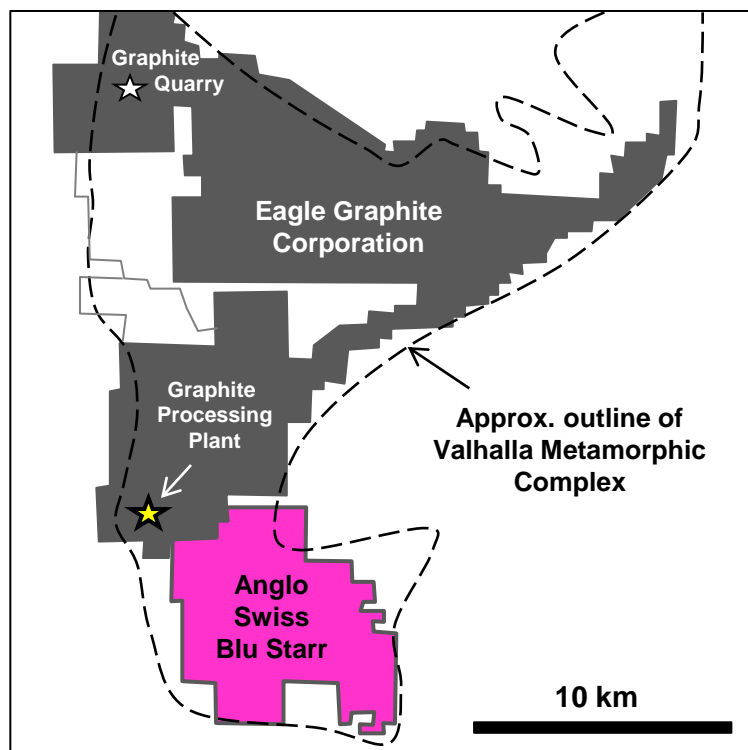 Graphite
Quarry
Eagle Graphite
Corporation
Graphite
Processing
Plant
Approx. outline of
Valhalla Metamorphic
Complex
Anglo
Swiss
Blu Starr
10 km